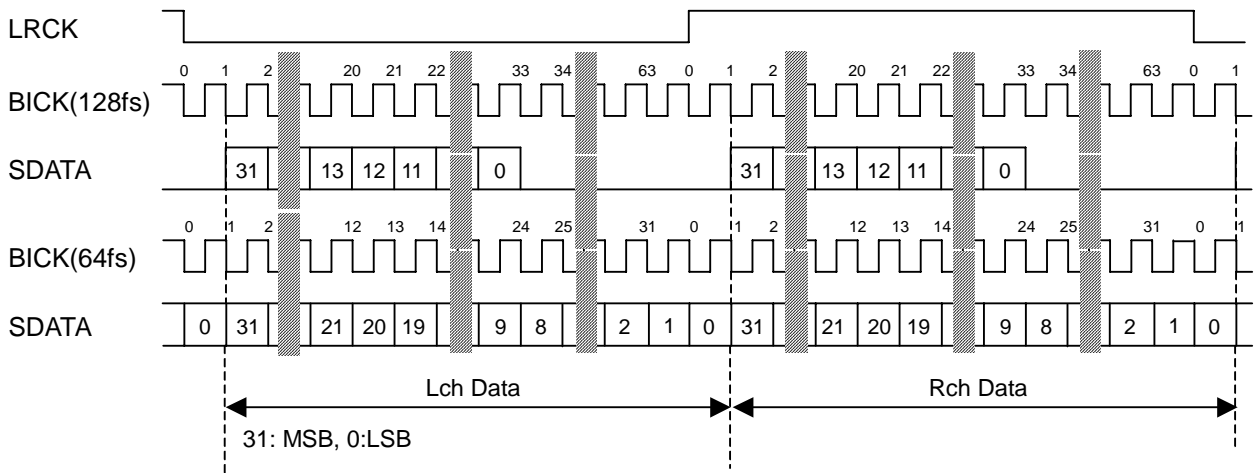 LRCK
0 1 2 20 21 22 33 34 63 0 1 2 20 21 22 33 34 63 0 1
BICK(128fs)
SDATA 31 13 12 11 0 31 13 12 11 0
0 1 2 12 13 14 24 25 31 0 1 2 12 13 14 24 25 31 0 1
BICK(64fs)
SDATA 0 31 21 20 19 9 8 2 1 0 31 21 20 19 9 8 2 1 0
Lch Data Rch Data
31: MSB, 0:LSB